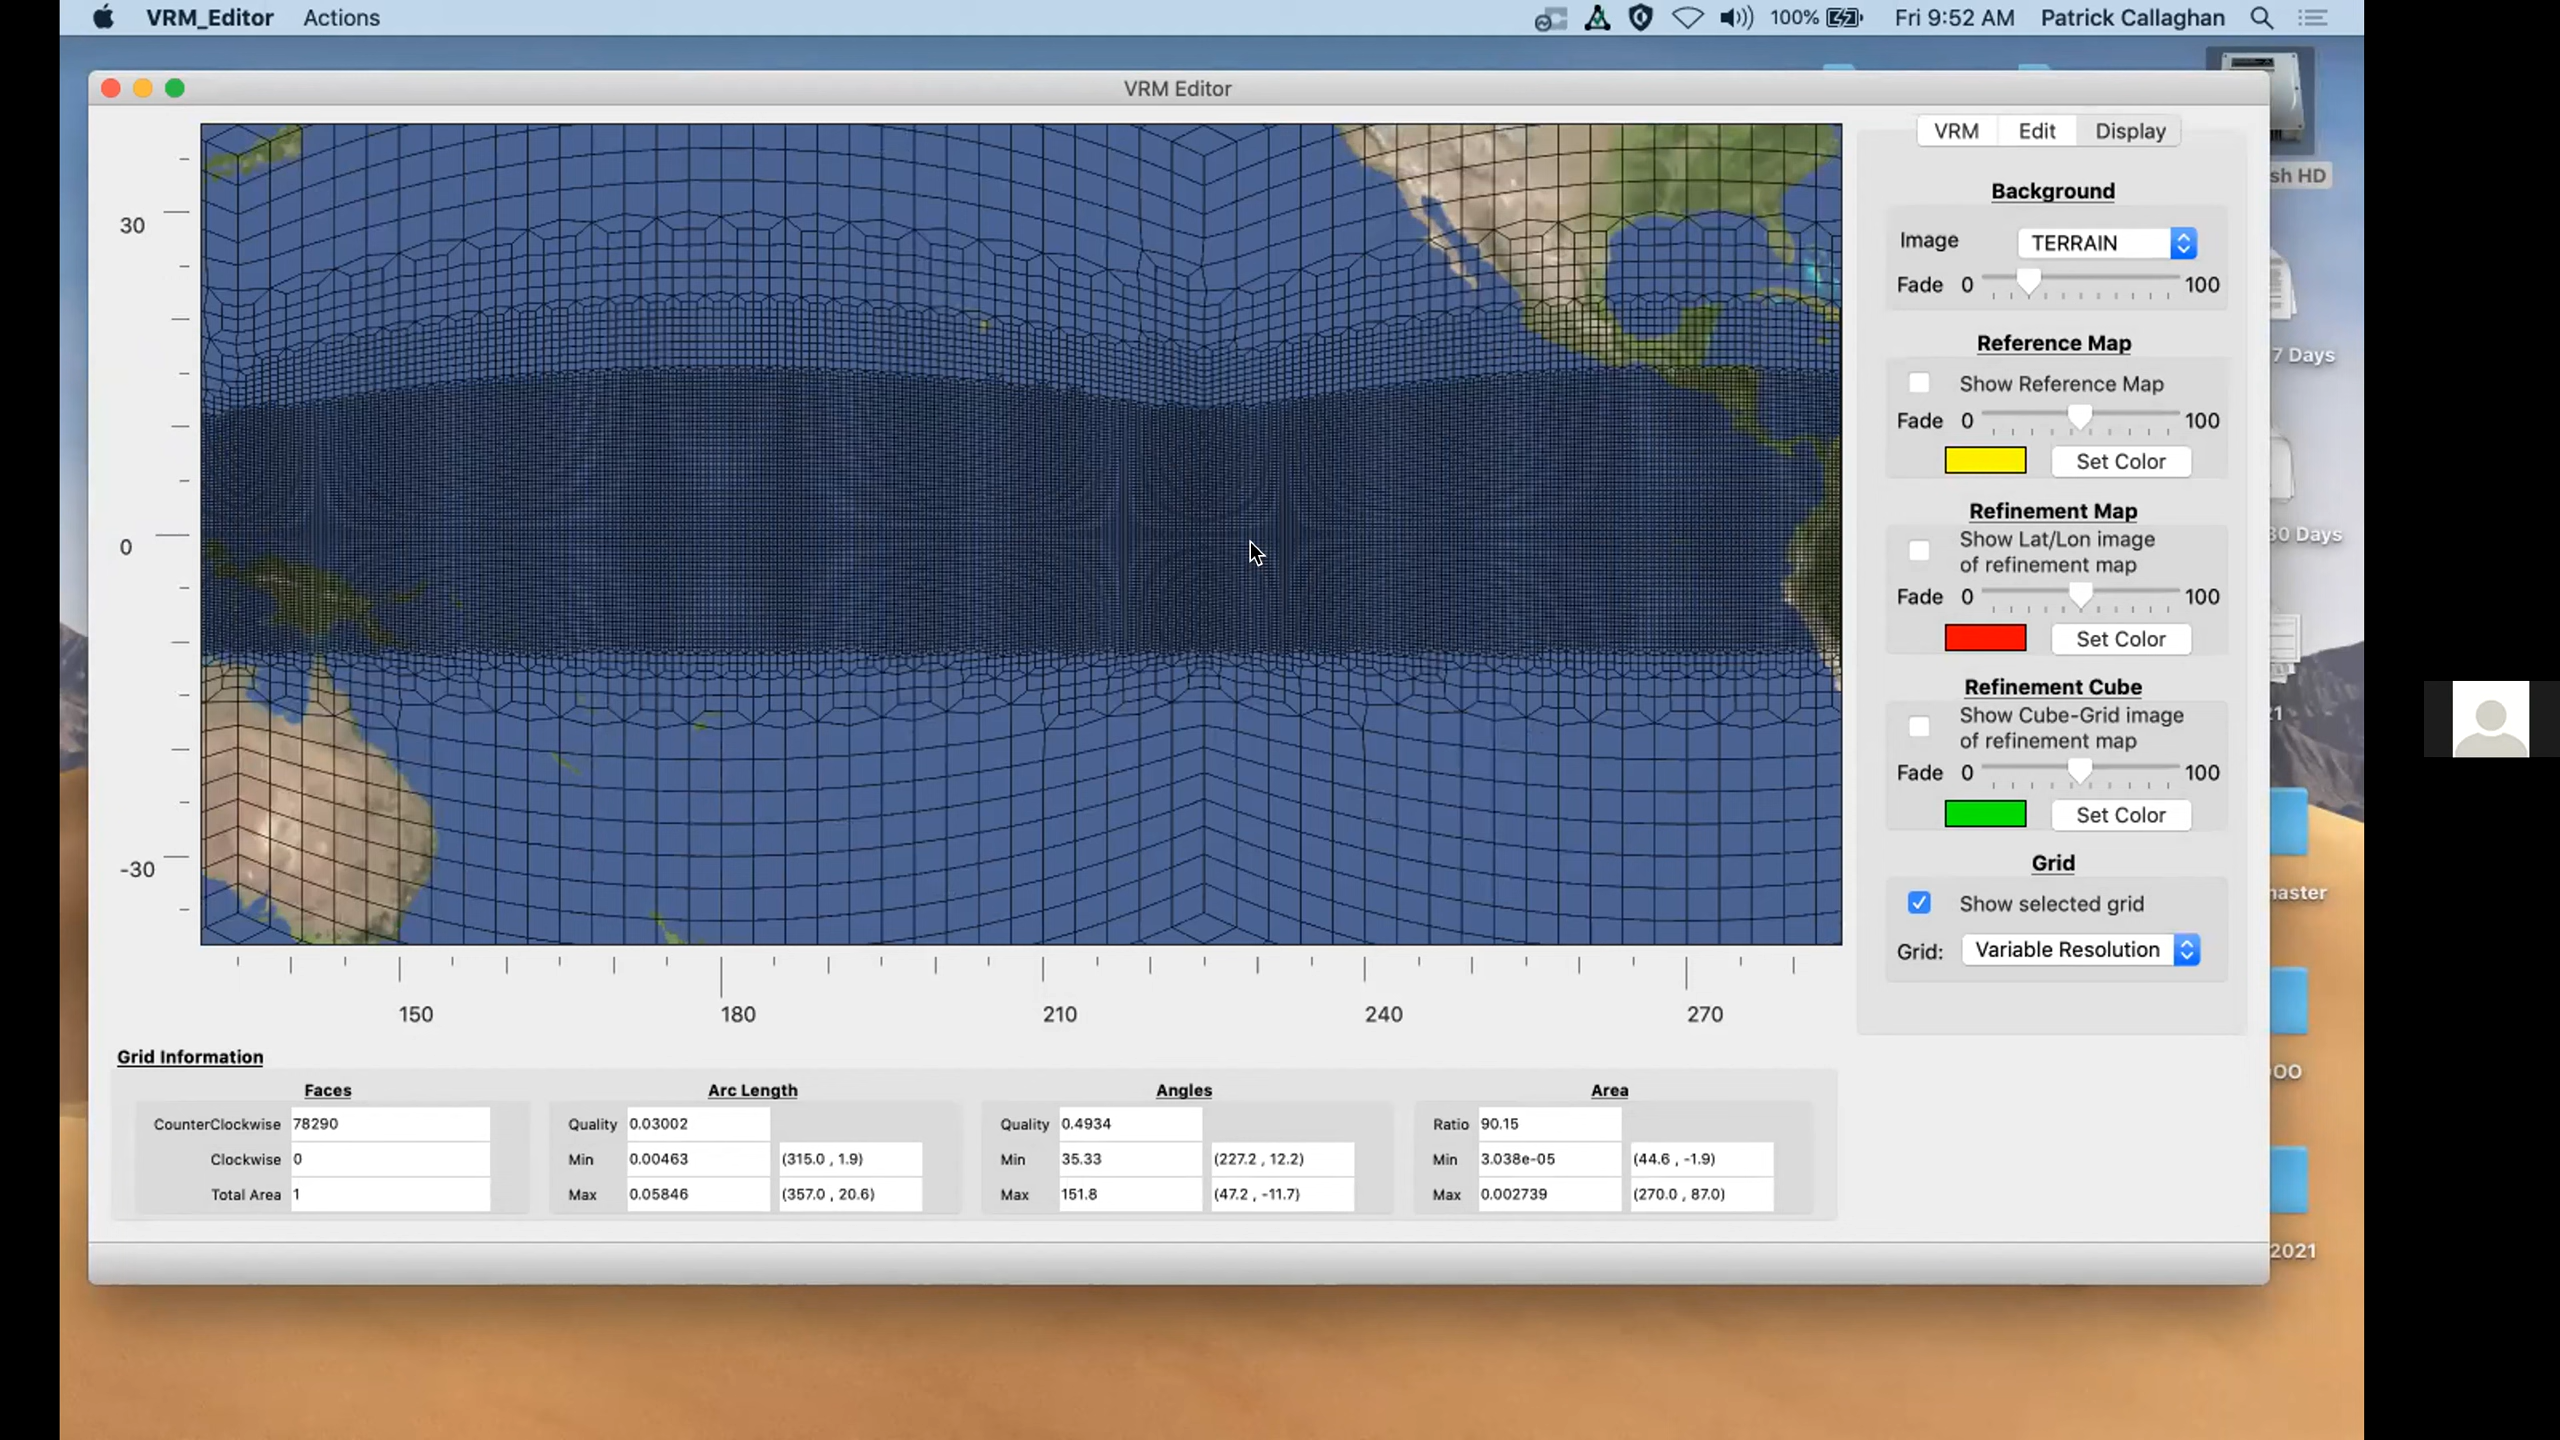 VRM_Editor Actions 100% Fri 9:52 AM Patrick Callaghan
VRM Editor
VRM Edit Display
sh HD
Background
Image TERRAIN
Fade 0 100
Reference Map
Show Reference Map
Fade 0 100
Set Color
Refinement Map
Show Lat/Lon image
of refinement map
Fade 0 100
Set Color
Refinement Cube
Show Cube-Grid image
of refinement map
Fade 0 100
Set Color
Grid
Show selected grid
Grid: Variable Resolution
7 Days
30 Days
master
2021
30
0
-30
150 180 210 240 270
Grid Information
Faces
CounterClockwise 78290
Clockwise 0
Total Area 1
Arc Length
Quality 0.03002
Min 0.00463 (315.0 , 1.9)
Max 0.05846 (357.0 , 20.6)
Angles
Quality 0.4934
Min 35.33 (227.2 , 12.2)
Max 151.8 (47.2 , -11.7)
Area
Ratio 90.15
Min 3.038e-05 (44.6 , -1.9)
Max 0.002739 (270.0 , 87.0)